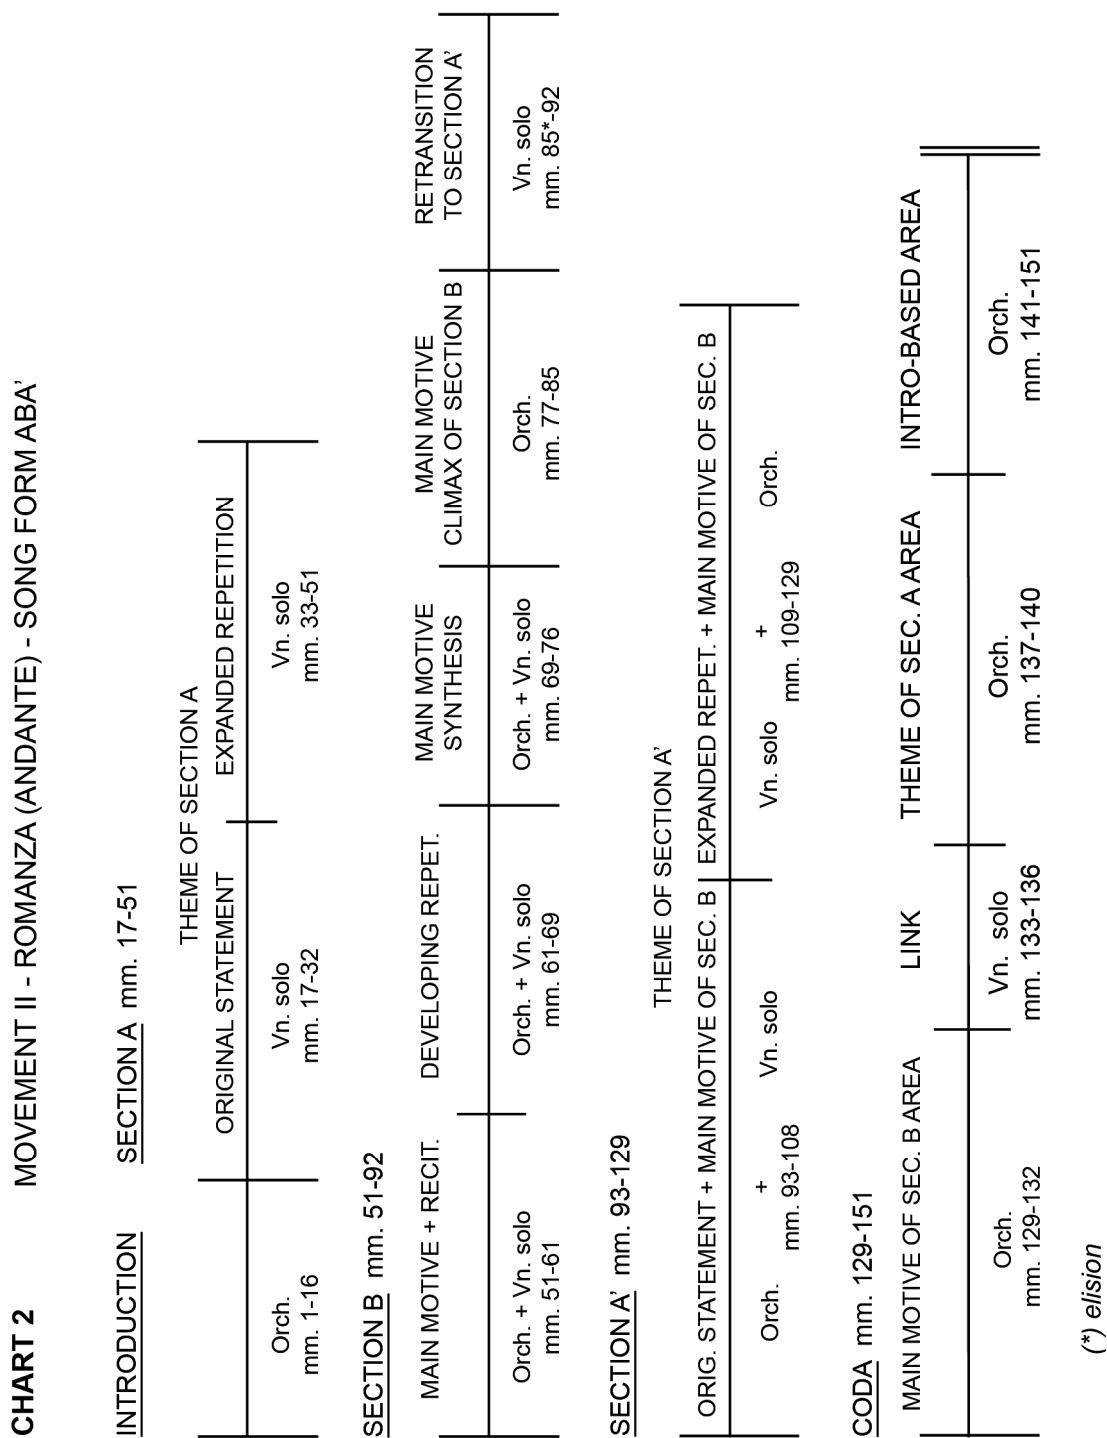 CHART 2 MOVEMENT II - ROMANZA (ANDANTE) - SONG FORM ABA’
INTRODUCTION SECTION A mm. 17-51
THEME OF SECTION A
ORIGINAL STATEMENT EXPANDED REPETITION
Orch. Vn. solo Vn. solo
mm. 1-16 mm. 17-32 mm. 33-51
SECTION B mm. 51-92
MAIN MOTIVE + RECIT. DEVELOPING REPET. MAIN MOTIVE MAIN MOTIVE RETRANSITION
SYNTHESIS CLIMAX OF SECTION B TO SECTION A’
Orch. + Vn. solo Orch. + Vn. solo Orch. + Vn. solo Orch. Vn. solo
mm. 51-61 mm. 61-69 mm. 69-76 mm. 77-85 mm. 85*-92
SECTION A’ mm. 93-129
THEME OF SECTION A’
ORIG. STATEMENT + MAIN MOTIVE OF SEC. B EXPANDED REPET. + MAIN MOTIVE OF SEC. B
Orch. + Vn. solo Vn. solo + Orch.
mm. 93-108 mm. 109-129
CODA mm. 129-151
MAIN MOTIVE OF SEC. B AREA LINK THEME OF SEC. A AREA INTRO-BASED AREA
Orch. Vn. solo Orch. Orch.
mm. 129-132 mm. 133-136 mm. 137-140 mm. 141-151
(*) elision